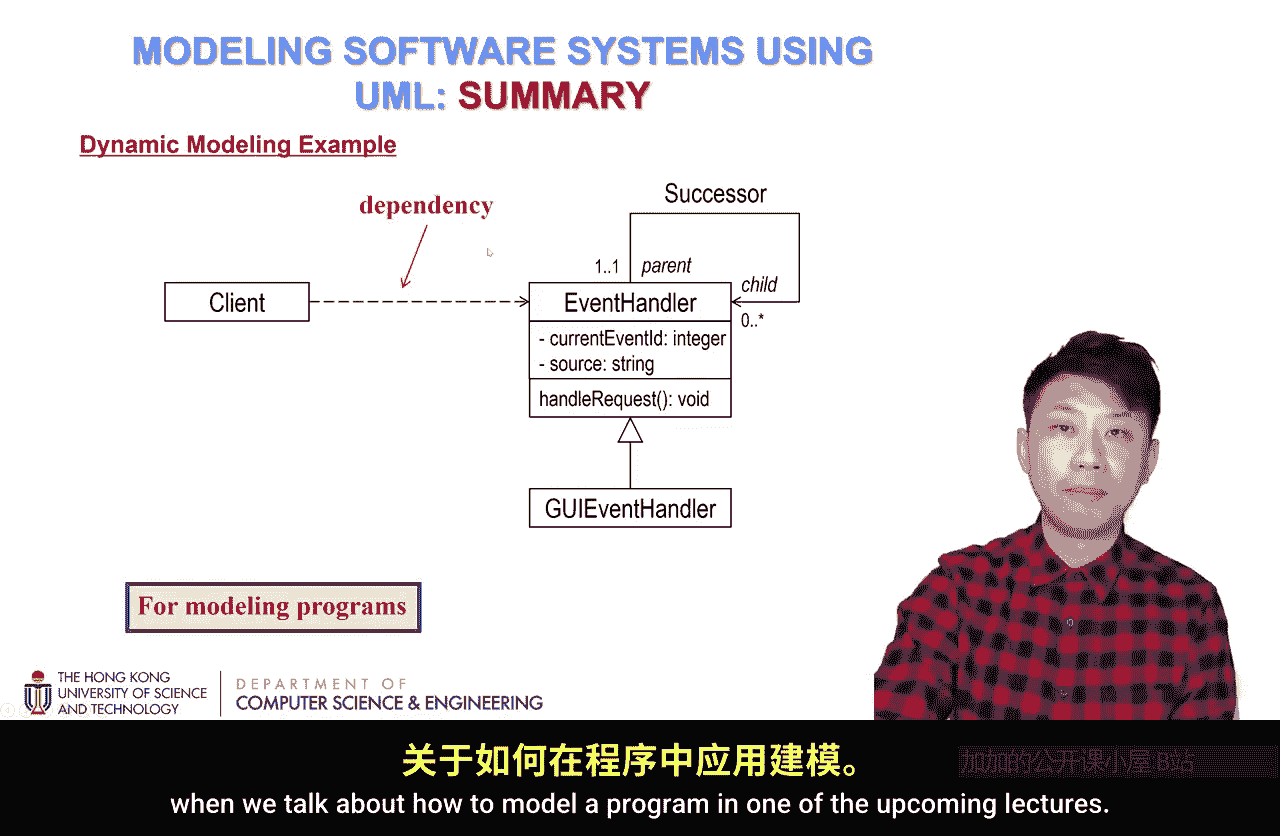 MODELING SOFTWARE SYSTEMS USING
UML: SUMMARY
Dynamic Modeling Example
Successor
dependency
1..1
parent
child
Client
EventHandler
0..*
- currentEventId: integer
- source: string
handleRequest(): void
GUIEventHandler
For modeling programs
THE HONG KONG
UNIVERSITY OF SCIENCE
AND TECHNOLOGY
DEPARTMENT OF
COMPUTER SCIENCE & ENGINEERING
关于如何在程序中应用建模。
加加的公开课小屋 B站
when we talk about how to model a program in one of the upcoming lectures.